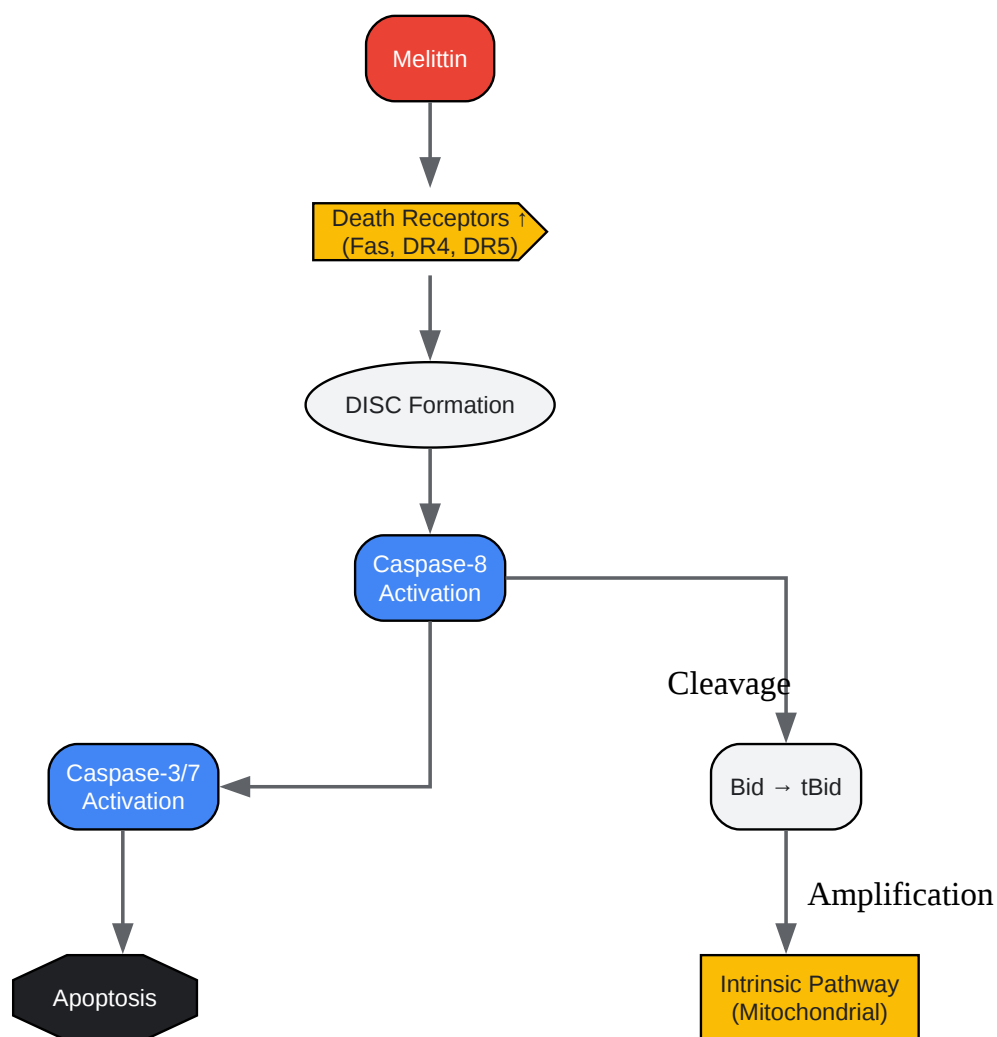 Melittin
Death Receptors ↑
(Fas, DR4, DR5)
DISC Formation
Caspase-8
Activation
Cleavage
Caspase-3/7
Activation
Bid → tBid
Amplification
Apoptosis
Intrinsic Pathway
(Mitochondrial)